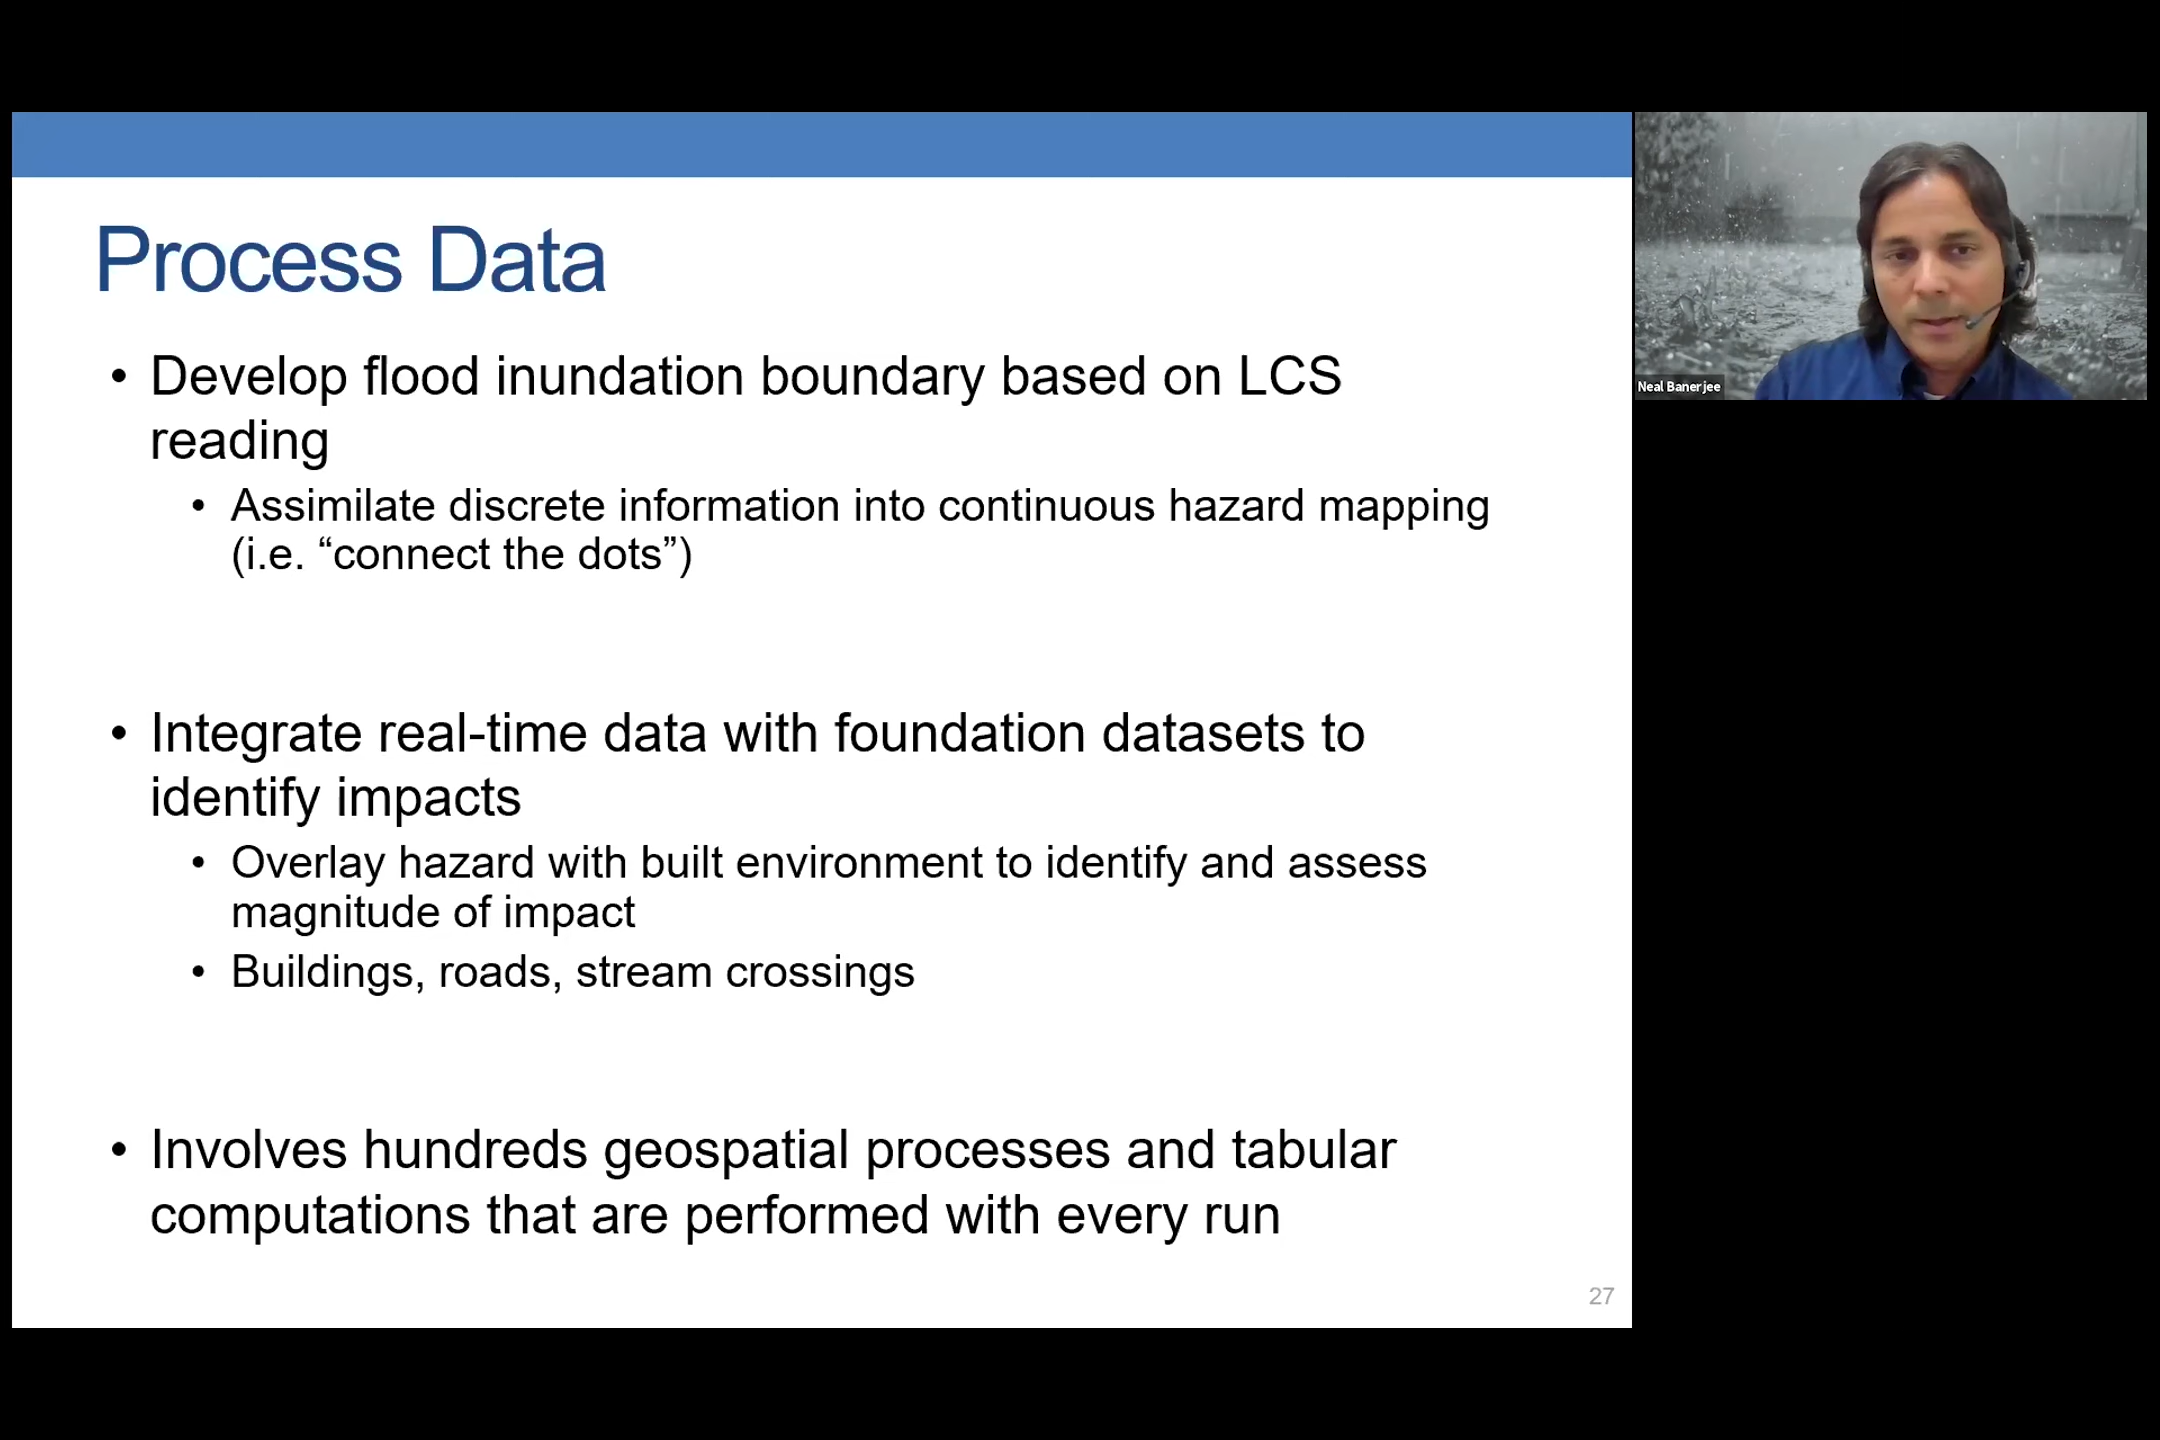 Process Data
• Develop flood inundation boundary based on LCS
reading
• Assimilate discrete information into continuous hazard mapping
(i.e. “connect the dots”)
• Integrate real-time data with foundation datasets to
identify impacts
• Overlay hazard with built environment to identify and assess
magnitude of impact
• Buildings, roads, stream crossings
• Involves hundreds geospatial processes and tabular
computations that are performed with every run
27
Neal Banerjee